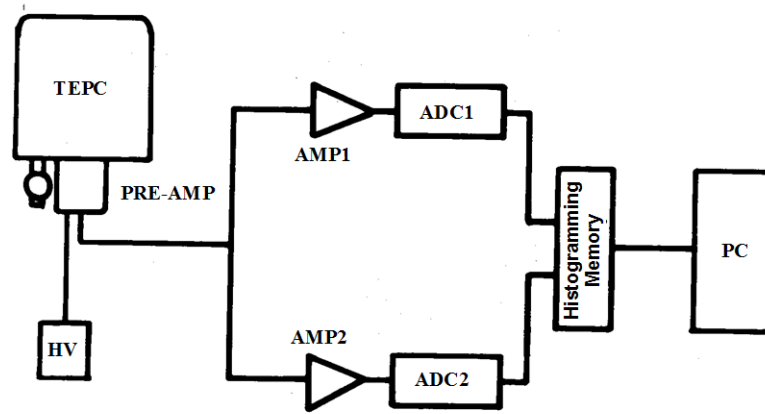 TEPC
ADC1
AMP1
PRE-AMP
Histogramming
Memory
PC
HV
AMP2
ADC2